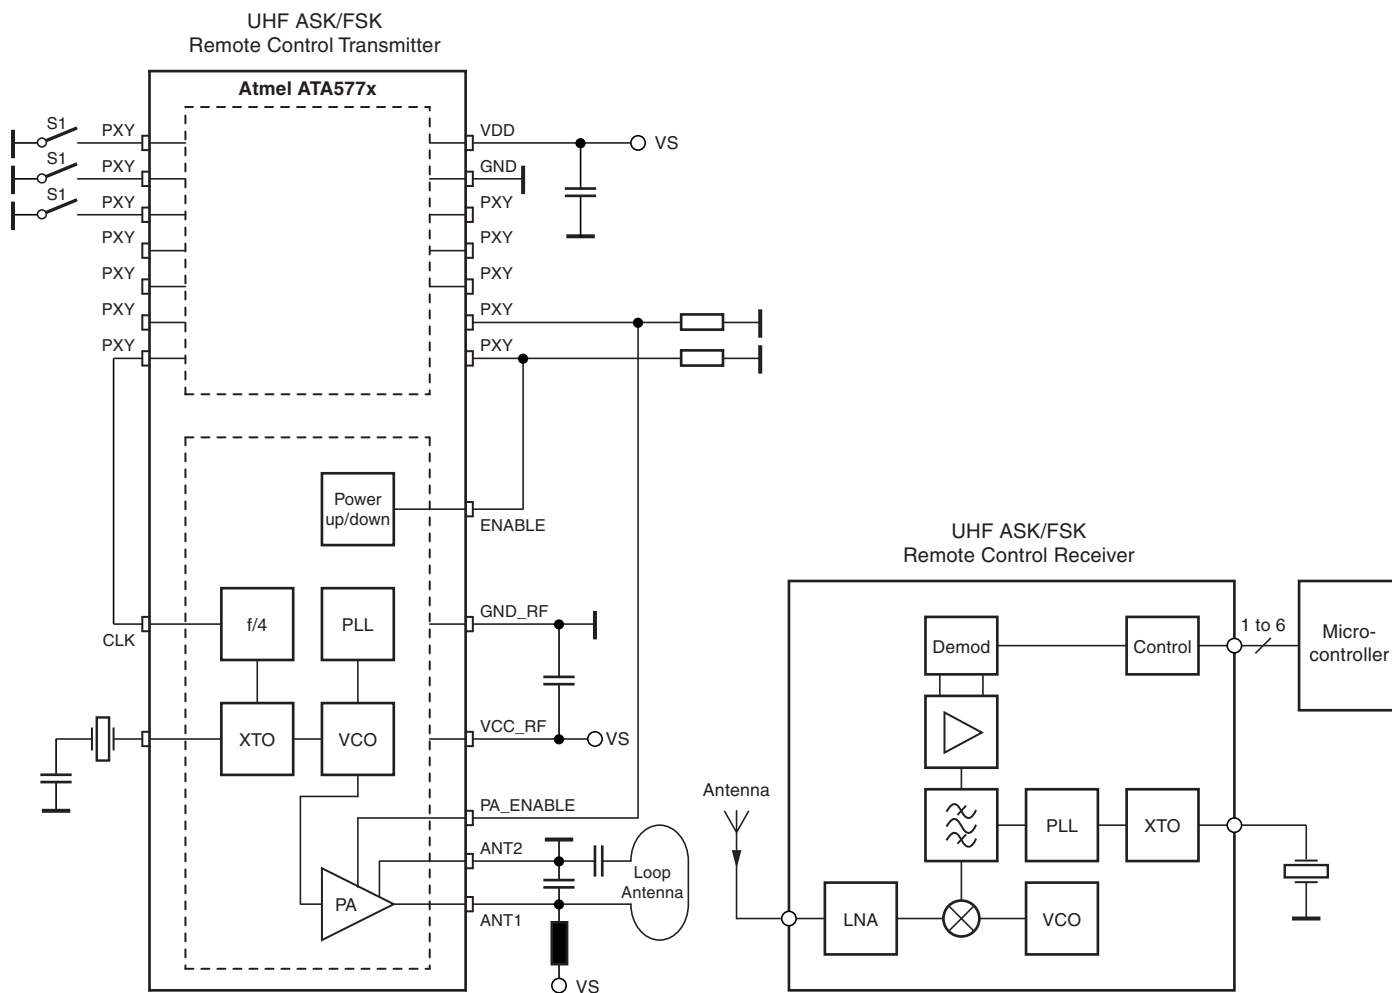 UHF ASK/FSK
Remote Control Transmitter
Atmel ATA577x
S1
PXY
S1
PXY
S1
PXY
PXY
PXY
PXY
PXY
VDD
VS
GND
PXY
PXY
PXY
PXY
PXY
Power
up/down
ENABLE
f/4
PLL
GND_RF
CLK
XTO
VCO
VCC_RF
VS
PA_ENABLE
ANT2
Loop
Antenna
PA
ANT1
VS
UHF ASK/FSK
Remote Control Receiver
Demod
Control
1 to 6
Micro-
controller
Antenna
PLL
XTO
LNA
VCO